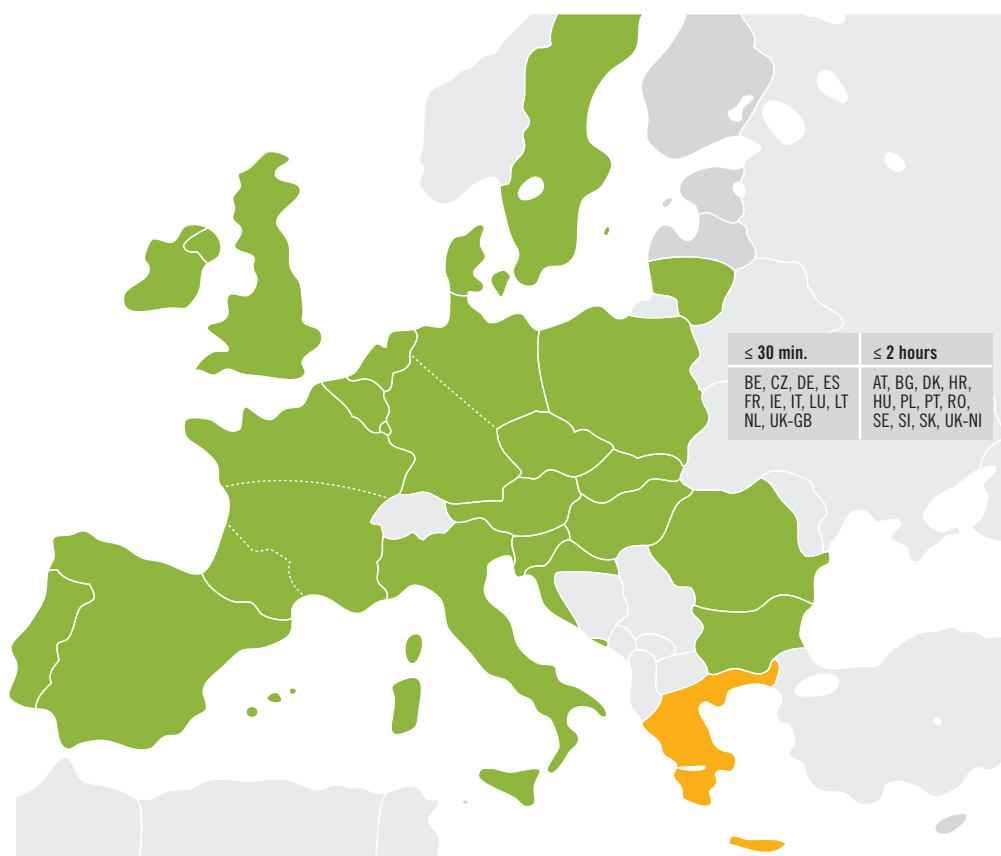 ≤ 30 min.
≤ 2 hours
BE, CZ, DE, ES
FR, IE, IT, LU, LT
NL, UK-GB
AT, BG, DK, HR,
HU, PL, PT, RO,
SE, SI, SK, UK-NI